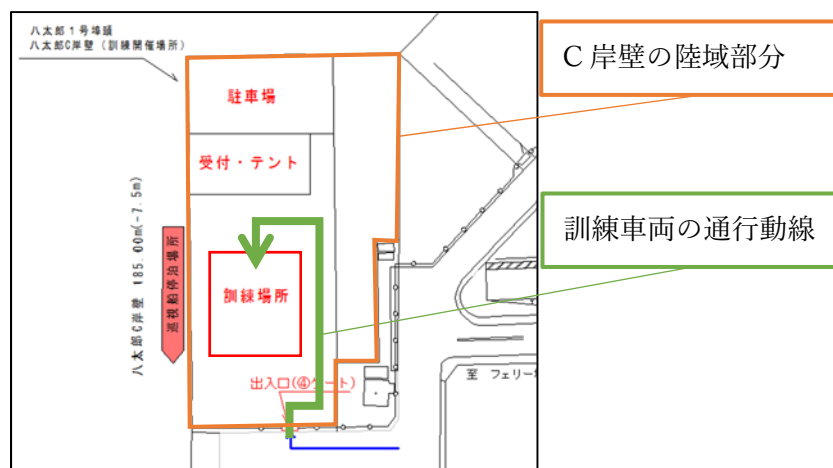 八太郎1号埠頭
八太郎C岸壁(訓練開催場所)
C岸壁の陸域部分
駐車場
受付・テント
八太郎C岸壁 185.00m(-7.5m)
巡視船停泊場所
訓練車両の通行動線
訓練場所
出入口(④ゲート)
至 フェリー